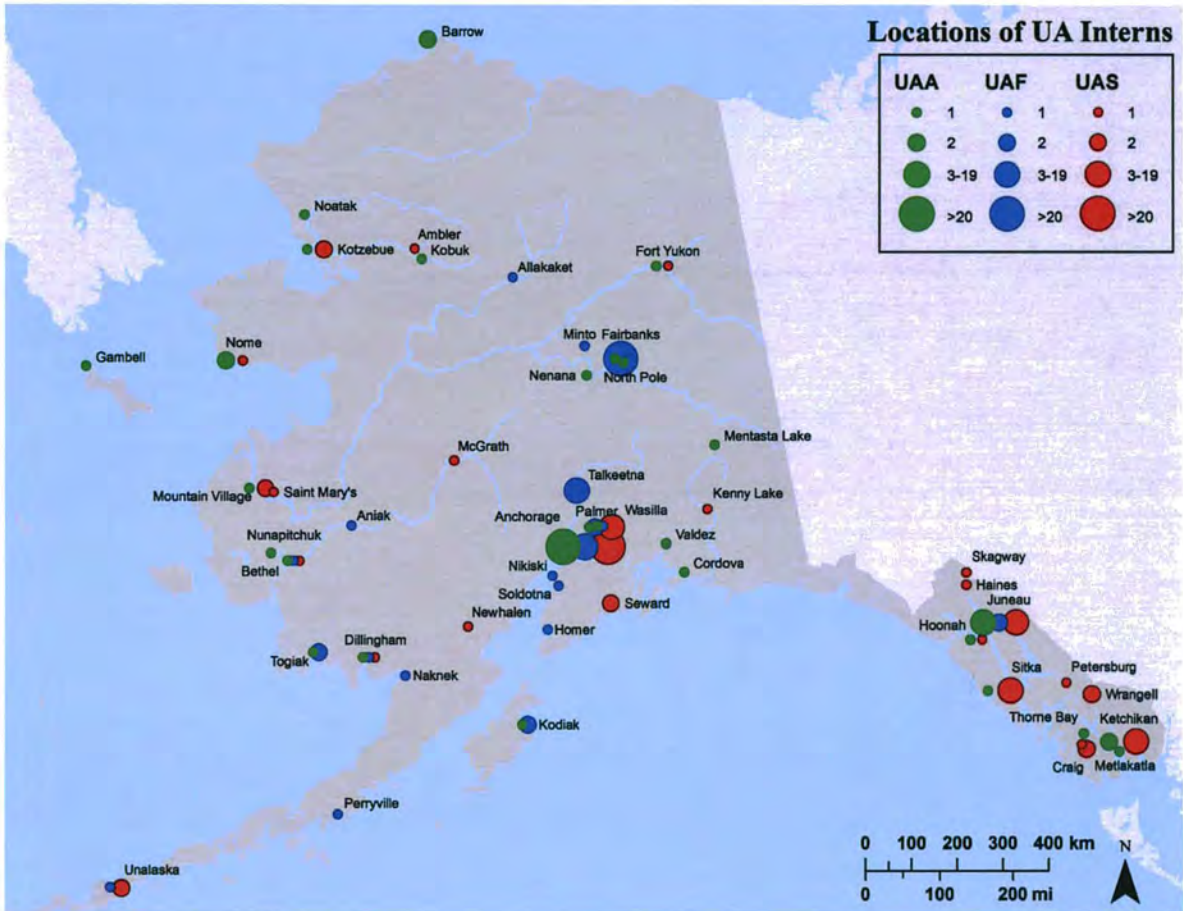 Locations of UA Interns
UAA UAF UAS
1 1 1
2 2 2
3-19 3-19 3-19
>20 >20 >20
Barrow
Noatak
Kotzebue
Ambler
Kobuk
Allakaket
Fort Yukon
Gambell
Nome
Minto Fairbanks
Nenana North Pole
Mentasta Lake
McGrath
Talkeetna
Mountain Village Saint Mary's
Kenny Lake
Aniak
Anchorage Palmer Wasilla
Nunapitchuk
Bethel
Valdez
Cordova
Nikiski
Soldotna
Seward
Newhalen
Homer
Skagway
Haines
Juneau
Hoonah
Togiak
Dillingham
Naknek
Sitka
Petersburg
Wrangell
Kodiak
Thorne Bay Ketchikan
Craig Metlakatla
Perryville
Unalaska
0 100 200 300 400 km
0 100 200 mi
N